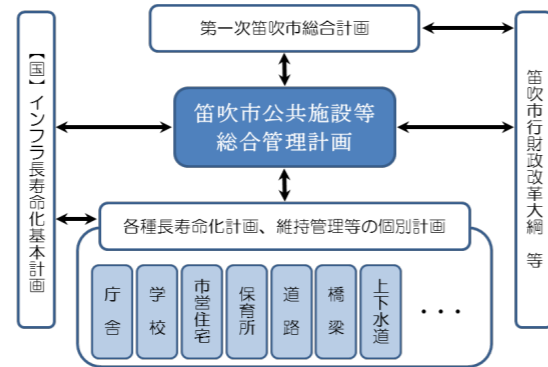 第一次笛吹市総合計画
【国】インフラ長寿命化基本計画
笛吹市公共施設等
総合管理計画
笛吹市行財政改革大綱 等
各種長寿命化計画、維持管理等の個別計画
庁舎
学校
市営住宅
保育所
道路
橋梁
上下水道
・・・